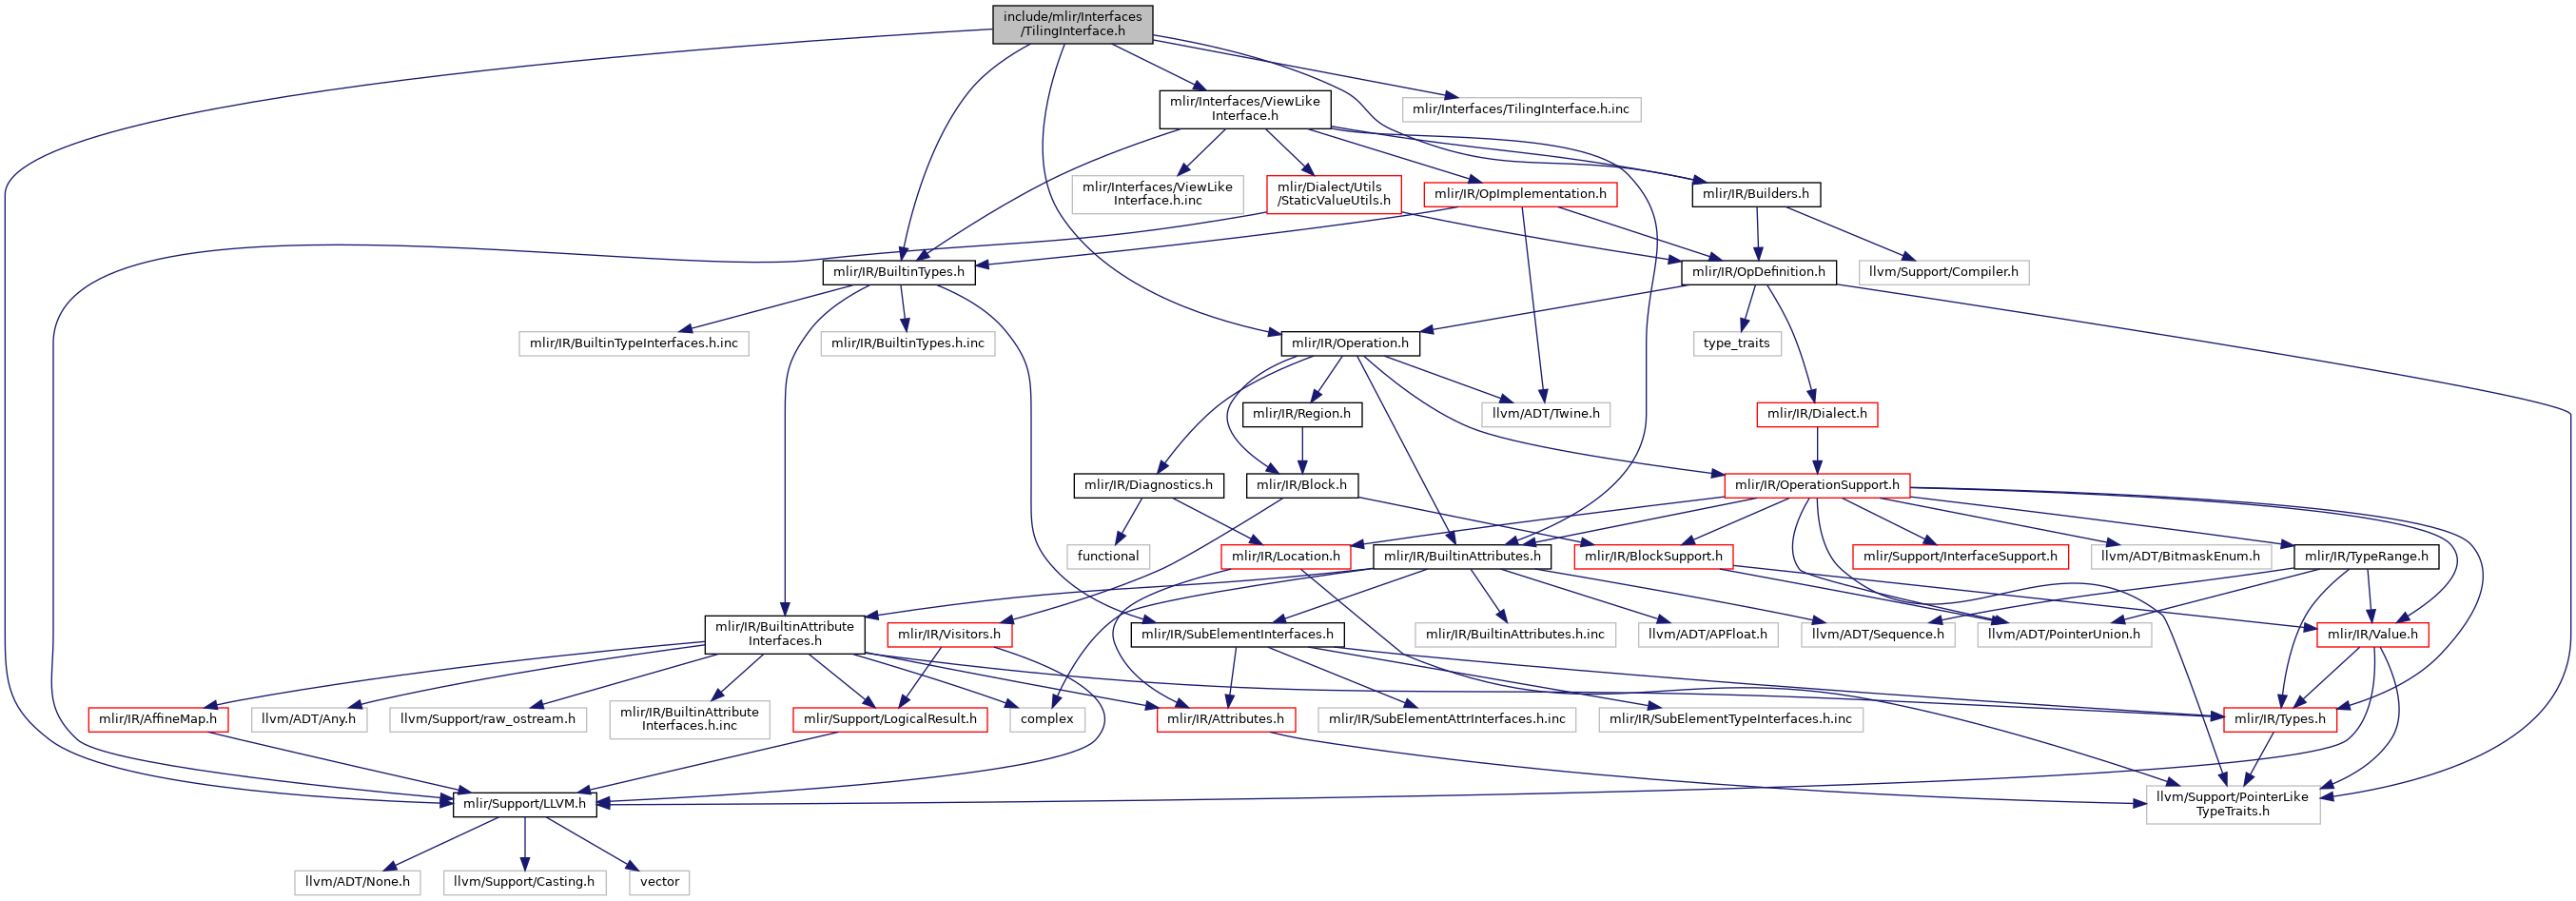 include/mlir/Interfaces
/TilingInterface.h
mlir/Interfaces/ViewLike
Interface.h
mlir/Interfaces/TilingInterface.h.inc
mlir/Interfaces/ViewLike
Interface.h.inc
mlir/Dialect/Utils
/StaticValueUtils.h
mlir/IR/OpImplementation.h
mlir/IR/Builders.h
mlir/IR/BuiltinTypes.h
mlir/IR/OpDefinition.h
llvm/Support/Compiler.h
mlir/IR/BuiltinTypeInterfaces.h.inc
mlir/IR/BuiltinTypes.h.inc
mlir/IR/Operation.h
type_traits
mlir/IR/Region.h
llvm/ADT/Twine.h
mlir/IR/Dialect.h
mlir/IR/Diagnostics.h
mlir/IR/Block.h
mlir/IR/OperationSupport.h
functional
mlir/IR/Location.h
mlir/IR/BuiltinAttributes.h
mlir/IR/BlockSupport.h
mlir/Support/InterfaceSupport.h
llvm/ADT/BitmaskEnum.h
mlir/IR/TypeRange.h
mlir/IR/BuiltinAttribute
Interfaces.h
mlir/IR/Visitors.h
mlir/IR/SubElementInterfaces.h
mlir/IR/BuiltinAttributes.h.inc
llvm/ADT/APFloat.h
llvm/ADT/Sequence.h
llvm/ADT/PointerUnion.h
mlir/IR/Value.h
mlir/IR/AffineMap.h
llvm/ADT/Any.h
llvm/Support/raw_ostream.h
mlir/IR/BuiltinAttribute
Interfaces.h.inc
mlir/Support/LogicalResult.h
complex
mlir/IR/Attributes.h
mlir/IR/SubElementAttrInterfaces.h.inc
mlir/IR/SubElementTypeInterfaces.h.inc
mlir/IR/Types.h
mlir/Support/LLVM.h
llvm/Support/PointerLike
TypeTraits.h
llvm/ADT/None.h
llvm/Support/Casting.h
vector